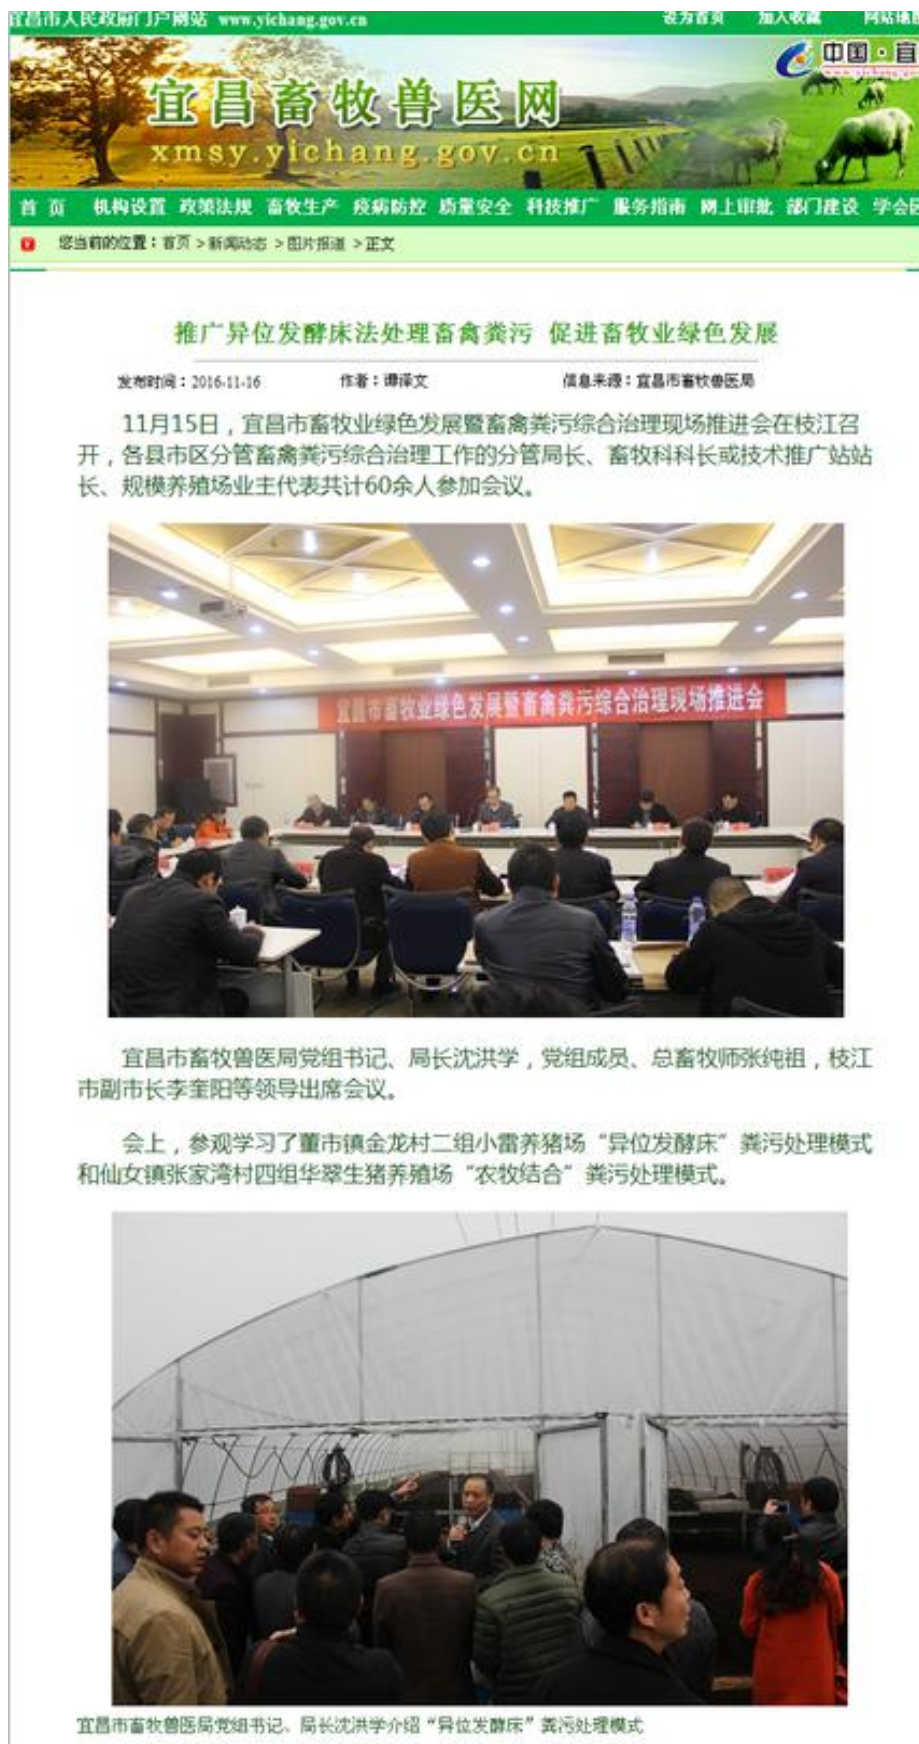 宜昌市人民政府门户网站 www.yichang.gov.cn 设为首页 加入收藏 网站地
中国·宜
宜昌畜牧兽医网
xmsy.yichang.gov.cn
首 页 机构设置 政策法规 畜牧生产 疫病防控 质量安全 科技推广 服务指南 网上审批 部门建设 学会
您当前的位置：首页 >新闻动态 >图片报道 >正文
推广异位发酵床法处理畜禽粪污 促进畜牧业绿色发展
发布时间：2016-11-16 作者：谭泽文 信息来源：宜昌市畜牧兽医局
11月15日，宜昌市畜牧业绿色发展暨畜禽粪污综合治理现场推进会在枝江召
开，各县市区分管畜禽粪污综合治理工作的分管局长、畜牧科科长或技术推广站站
长、规模养殖场业主代表共计60余人参加会议。
宜昌市畜牧业绿色发展暨畜禽粪污综合治理现场推进会
宜昌市畜牧兽医局党组书记、局长沈洪学，党组成员、总畜牧师张纯祖，枝江
市副市长李奎阳等领导出席会议。
会上，参观学习了董市镇金龙村二组小雷养猪场“异位发酵床”粪污处理模式
和仙女镇张家湾村四组华翠生猪养殖场“农牧结合”粪污处理模式。
宜昌市畜牧兽医局党组书记、局长沈洪学介绍“异位发酵床”粪污处理模式